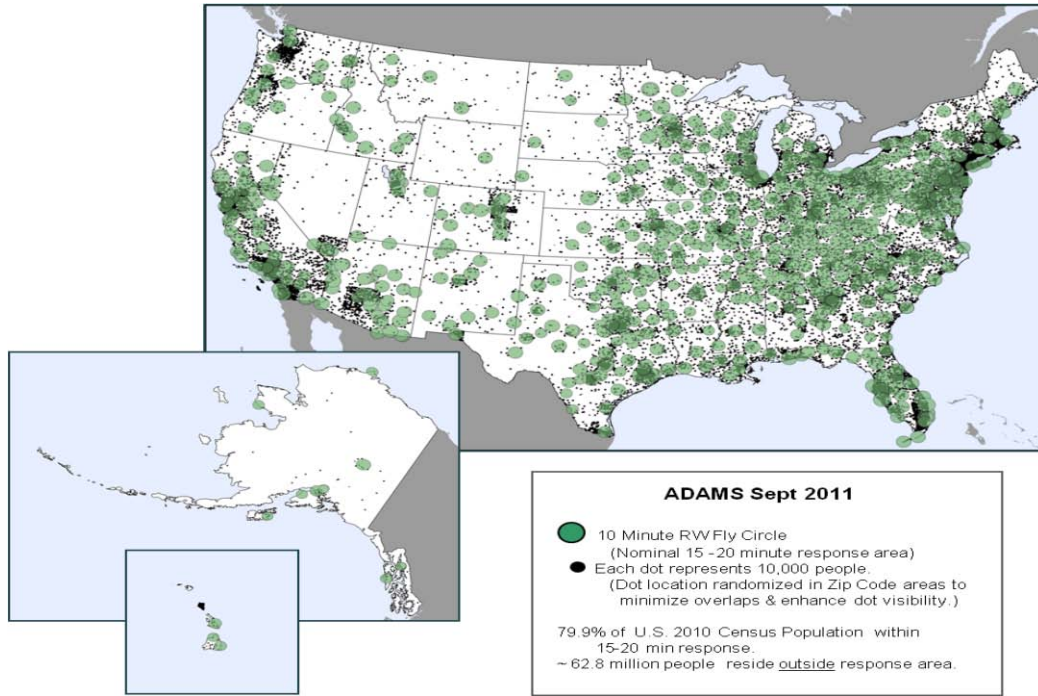 ADAMS Sept 2011
10 Minute RW Fly Circle
(Nominal 15 -20 minute response area)
Each dot represents 10,000 people.
(Dot location randomized in Zip Code areas to
minimize overlaps & enhance dot visibility.)
79.9% of U.S. 2010 Census Population within
15-20 min response.
~ 62.8 million people reside outside response area.